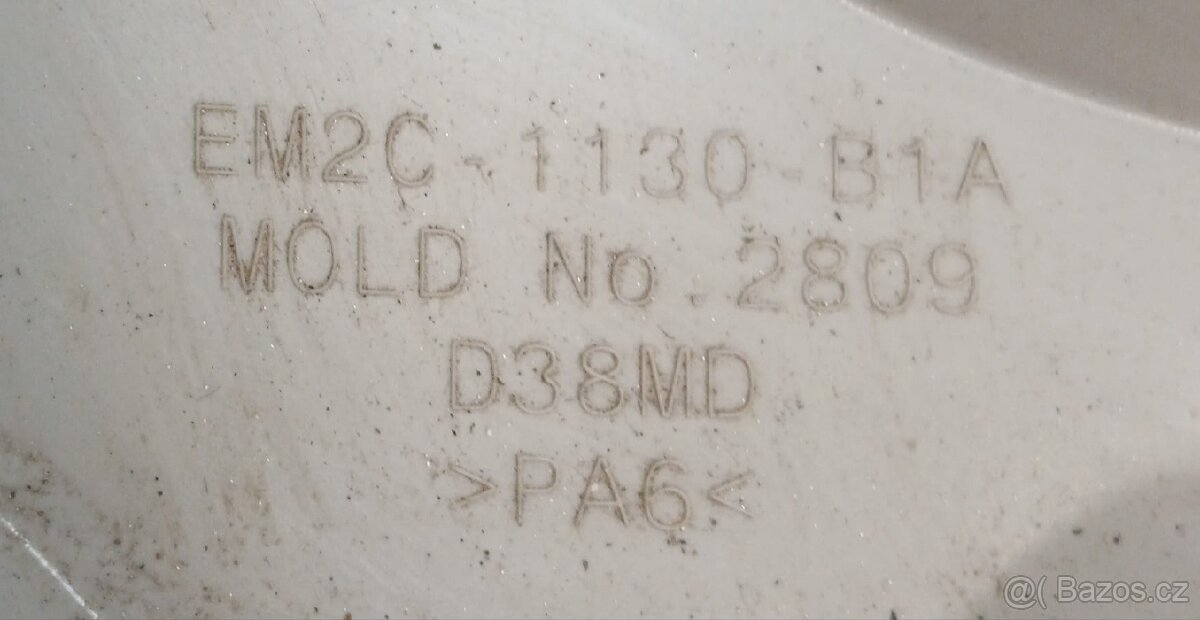 EM2C-1130-B1A
MOLD No.2809
D38MD
>PA6<
@( Bazos.cz